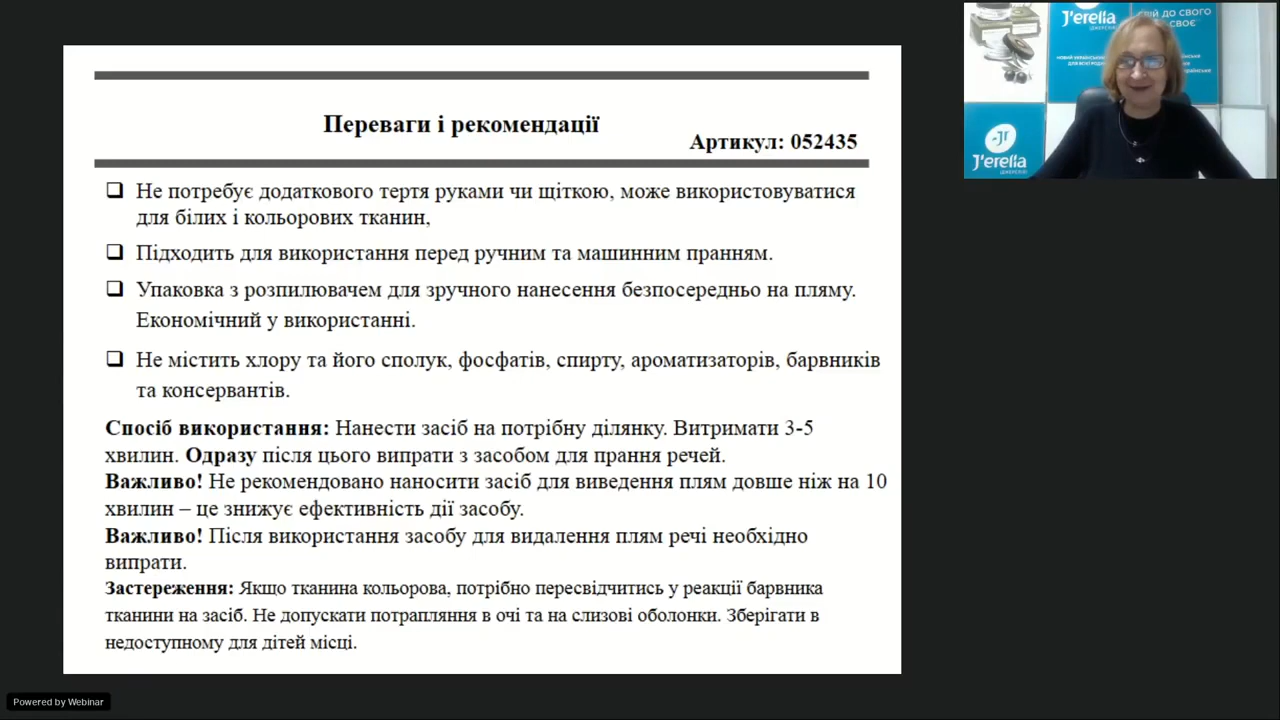 Переваги і рекомендації
Артикул: 052435
Не потребує додаткового тертя руками чи щіткою, може використовуватися
для білих і кольорових тканин,
Підходить для використання перед ручним та машинним пранням.
Упаковка з розпилювачем для зручного нанесення безпосередньо на пляму.
Економічний у використанні.
Не містить хлору та його сполук, фосфатів, спирту, ароматизаторів, барвників
та консервантів.
Спосіб використання: Нанести засіб на потрібну ділянку. Витримати 3-5
хвилин. Одразу після цього випрати з засобом для прання речей.
Важливо! Не рекомендовано наносити засіб для виведення плям довше ніж на 10
хвилин – це знижує ефективність дії засобу.
Важливо! Після використання засобу для видалення плям речі необхідно
випрати.
Застереження: Якщо тканина кольорова, потрібно пересвідчитись у реакції барвника
тканини на засіб. Не допускати потрапляння в очі та на слизові оболонки. Зберігати в
недоступному для дітей місці.
J'erelia
ДО СВОГО
СВОЄ
J'erelia
Powered by Webinar